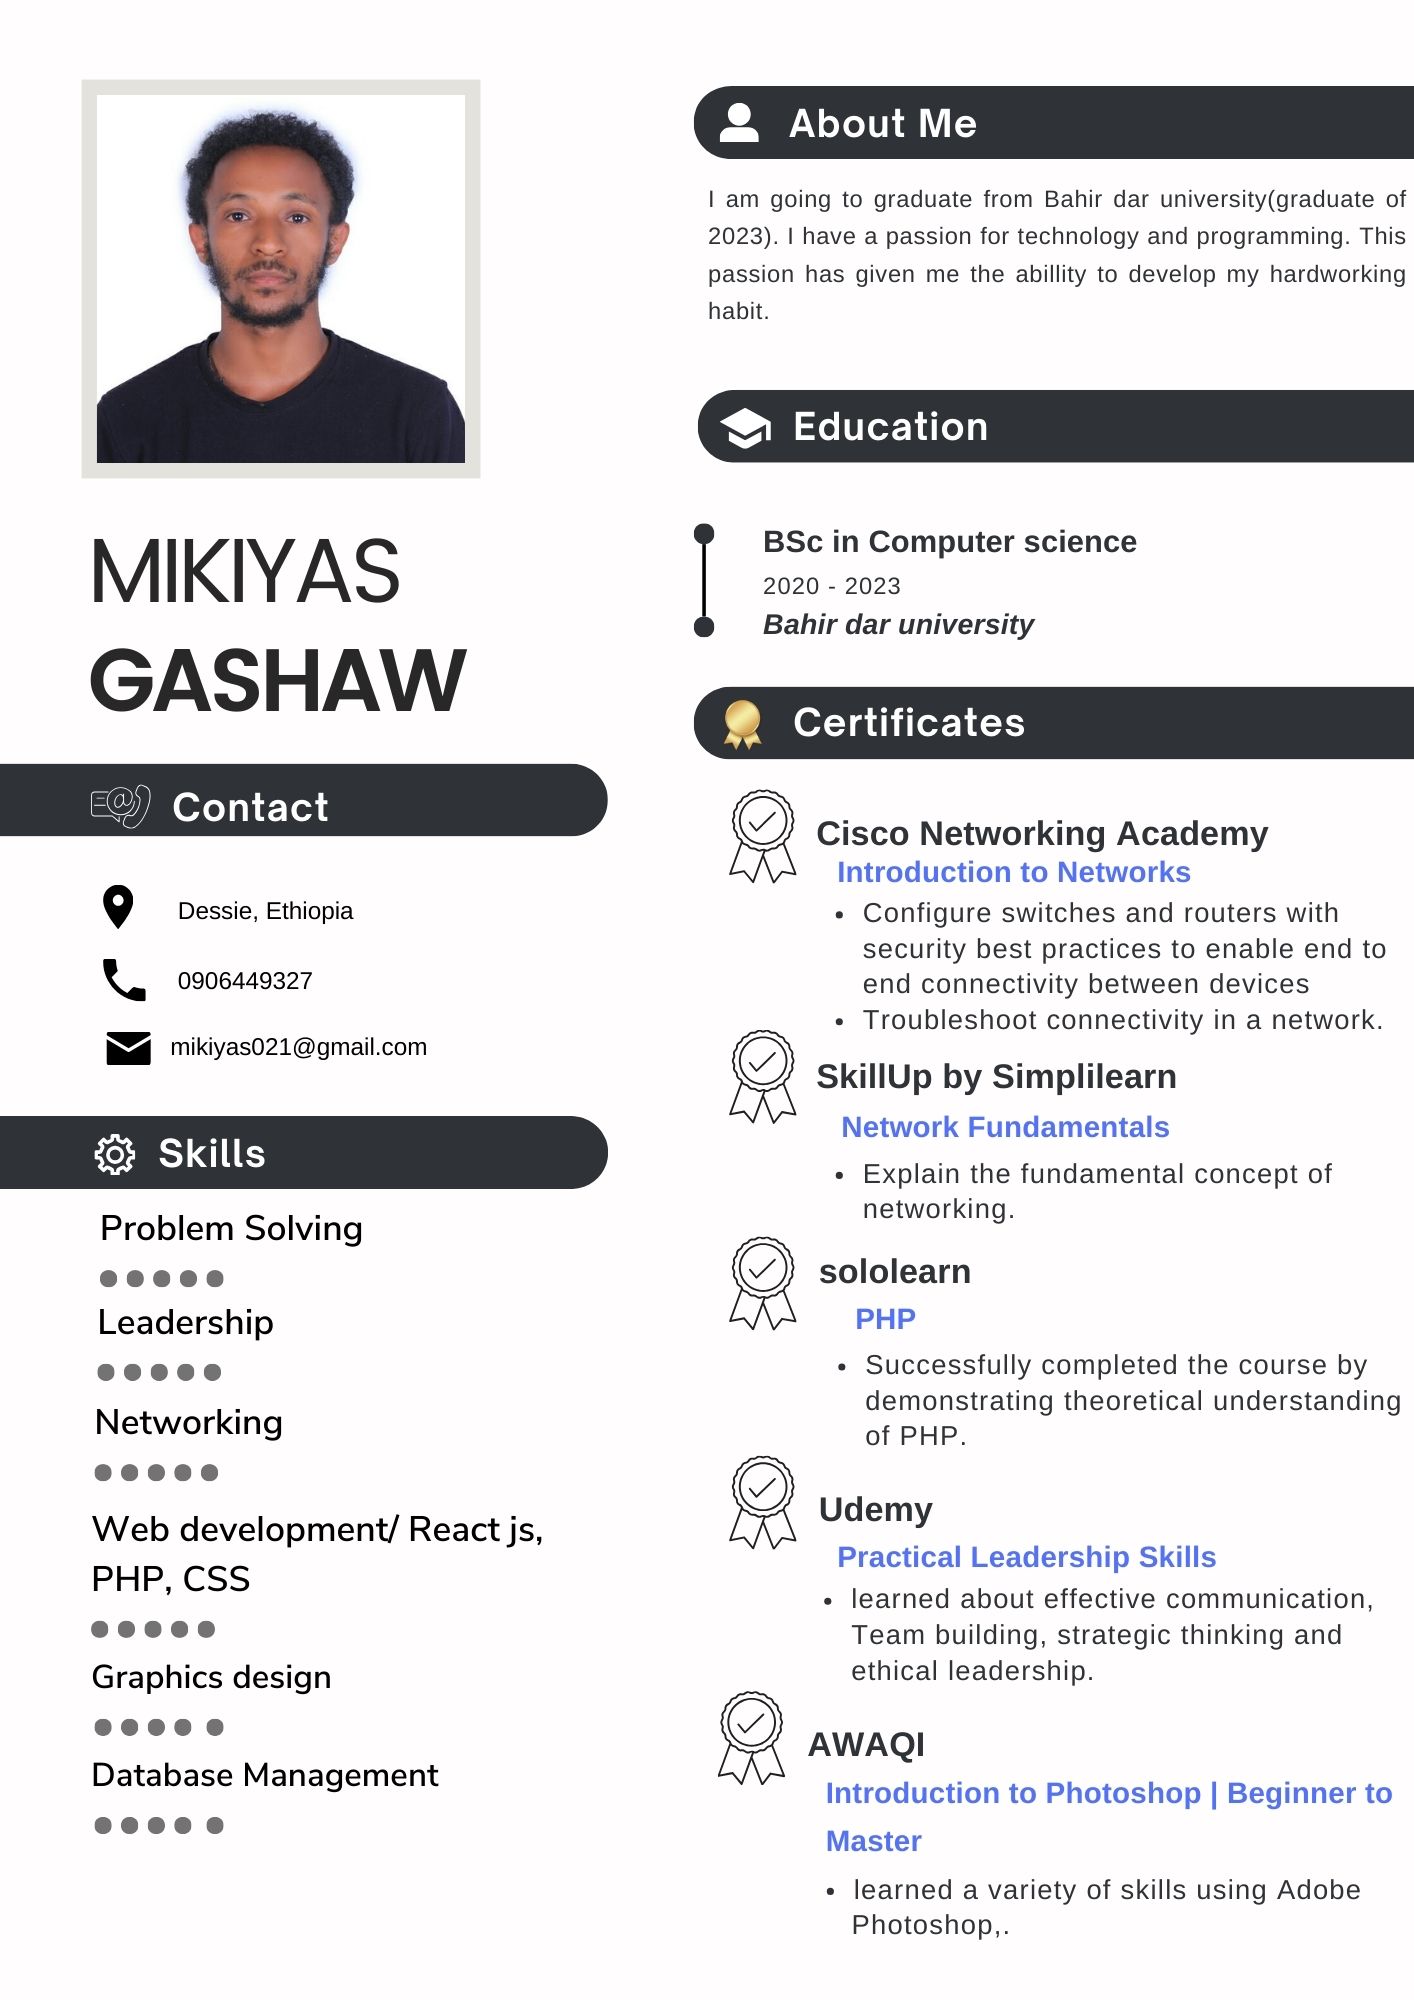 MIKIYAS
GASHAW
Contact
Dessie, Ethiopia
0906449327
mikiyas021@gmail.com
Skills
Problem Solving
Leadership
Networking
Web development/ React js,
PHP, CSS
Graphics design
Database Management
About Me
I am going to graduate from Bahir dar university(graduate of
2023). I have a passion for technology and programming. This
passion has given me the abillity to develop my hardworking
habit.
Education
BSc in Computer science
2020 - 2023
Bahir dar university
Certificates
Cisco Networking Academy
Introduction to Networks
• Configure switches and routers with
security best practices to enable end to
end connectivity between devices
• Troubleshoot connectivity in a network.
SkillUp by Simplilearn
Network Fundamentals
• Explain the fundamental concept of
networking.
sololearn
PHP
• Successfully completed the course by
demonstrating theoretical understanding
of PHP.
Udemy
Practical Leadership Skills
• learned about effective communication,
Team building, strategic thinking and
ethical leadership.
AWAQI
Introduction to Photoshop | Beginner to
Master
• learned a variety of skills using Adobe
Photoshop,.